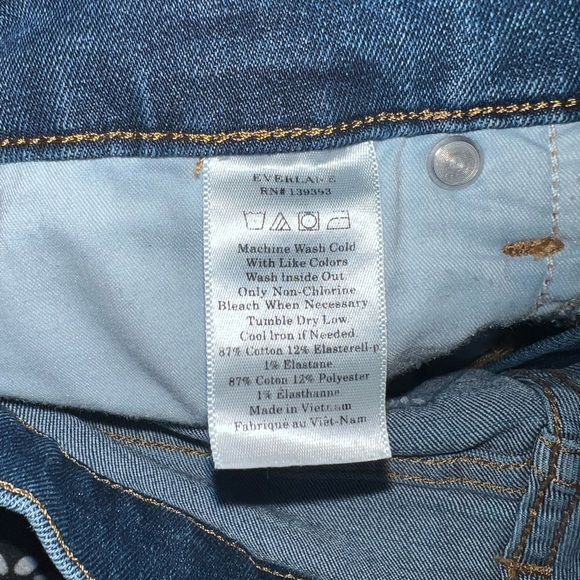 EVERLANE
RN# 139393
Machine Wash Cold
With Like Colors
Wash Inside Out
Only Non-Chlorine
Bleach When Necessary
Tumble Dry Low
Cool Iron if Needed
87% Cotton 12% Elasterell-p
1% Elastane
87% Coton 12% Polyester
1% Elasthanne
Made in Vietnam
Fabrique au Viêt-Nam